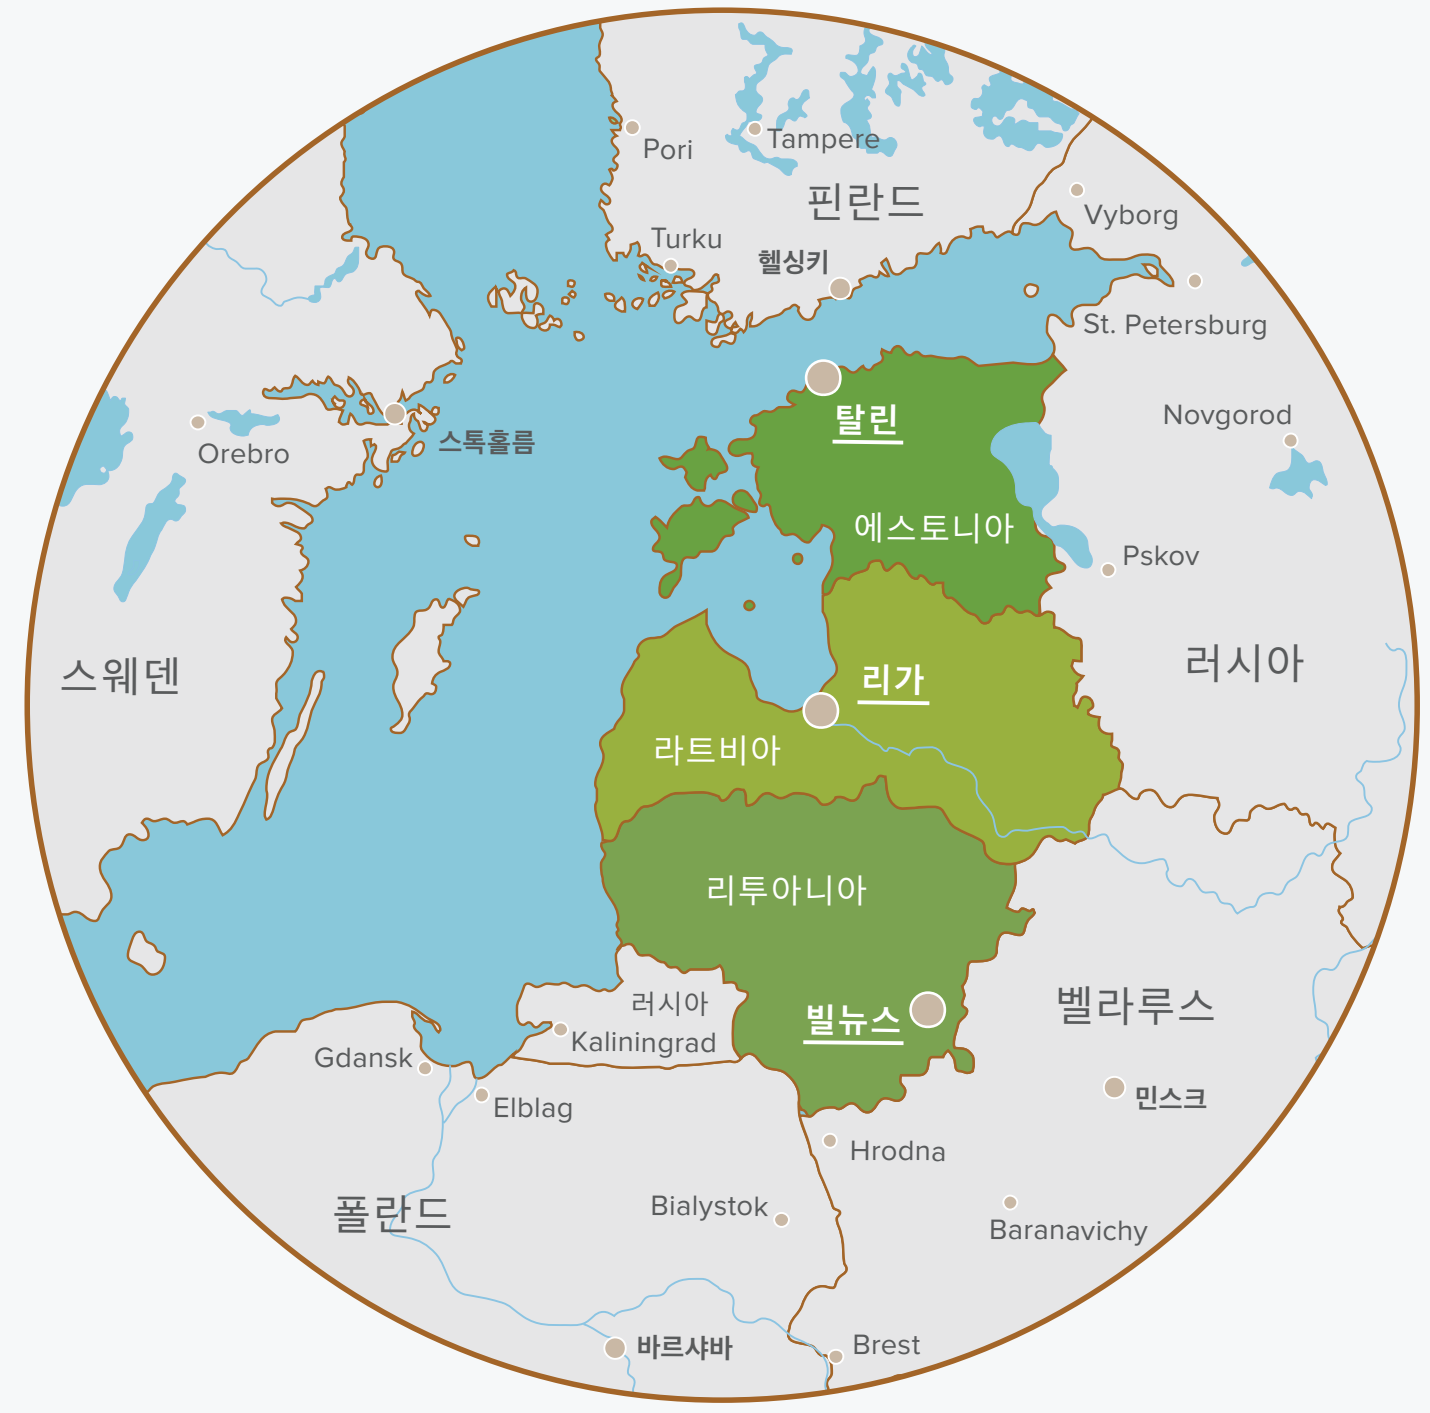 Pori
Tampere
핀란드
Vyborg
Turku
헬싱키
St. Petersburg
탈린
Novgorod
Orebro
스톡홀름
에스토니아
Pskov
스웨덴
러시아
리가
라트비아
리투아니아
러시아
빌뉴스
벨라루스
Kaliningrad
Gdansk
Elblag
민스크
Hrodna
폴란드
Bialystok
Baranavichy
바르샤바
Brest